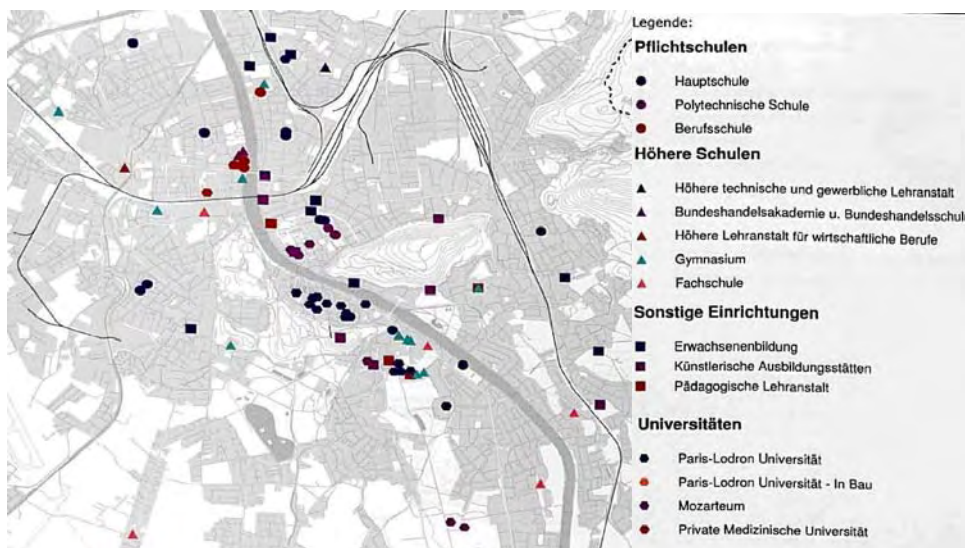 Legende:
Pflichtschulen
Hauptschule
Polytechnische Schule
Berufsschule
Höhere Schulen
Höhere technische und gewerbliche Lehranstalt
Bundeshandelsakademie u. Bundeshandelsschul
Höhere Lehranstalt für wirtschaftliche Berufe
Gymnasium
Fachschule
Sonstige Einrichtungen
Erwachsenenbildung
Künstlerische Ausbildungsstätten
Pädagogische Lehranstalt
Universitäten
Paris-Lodron Universität
Paris-Lodron Universität - In Bau
Mozarteum
Private Medizinische Universität